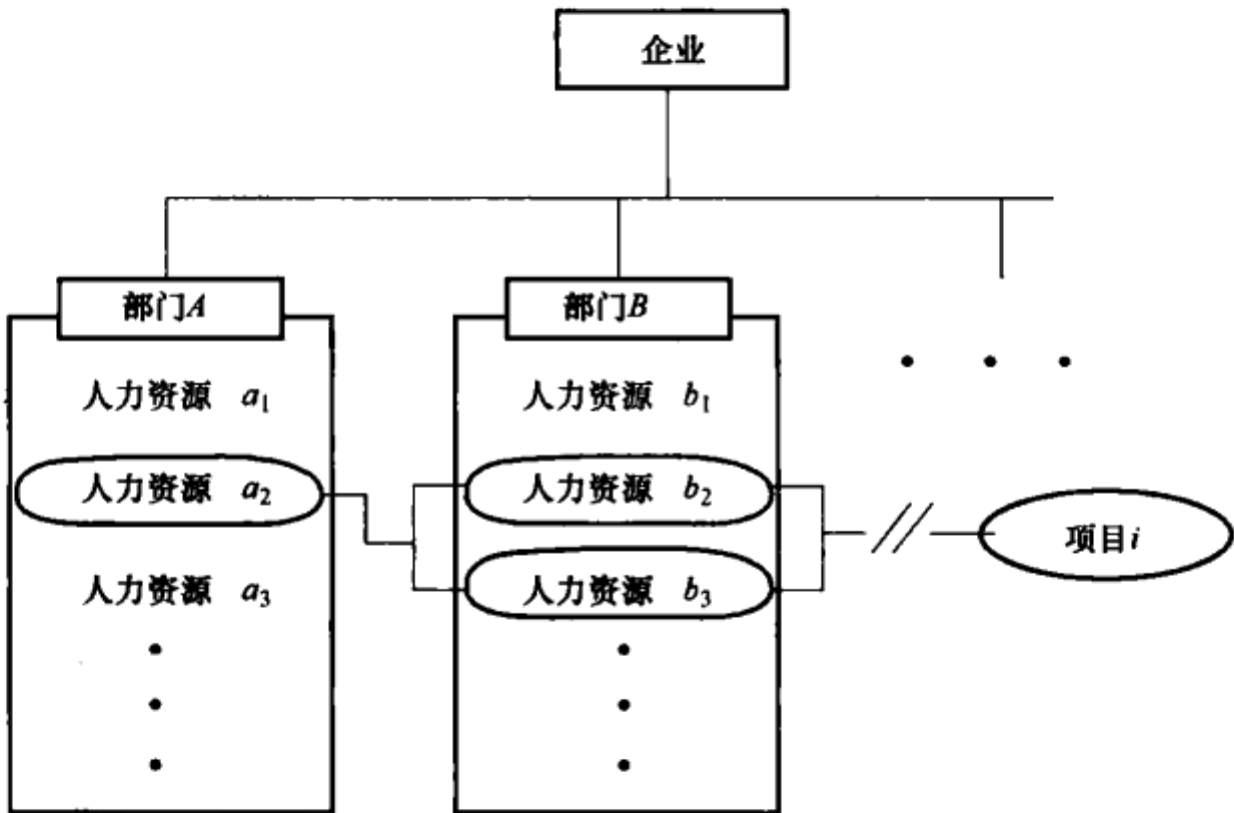 企业
部门A
部门B
人力资源 a₁
人力资源 b₁
人力资源 a₂
人力资源 b₂
项目i
人力资源 a₃
人力资源 b₃